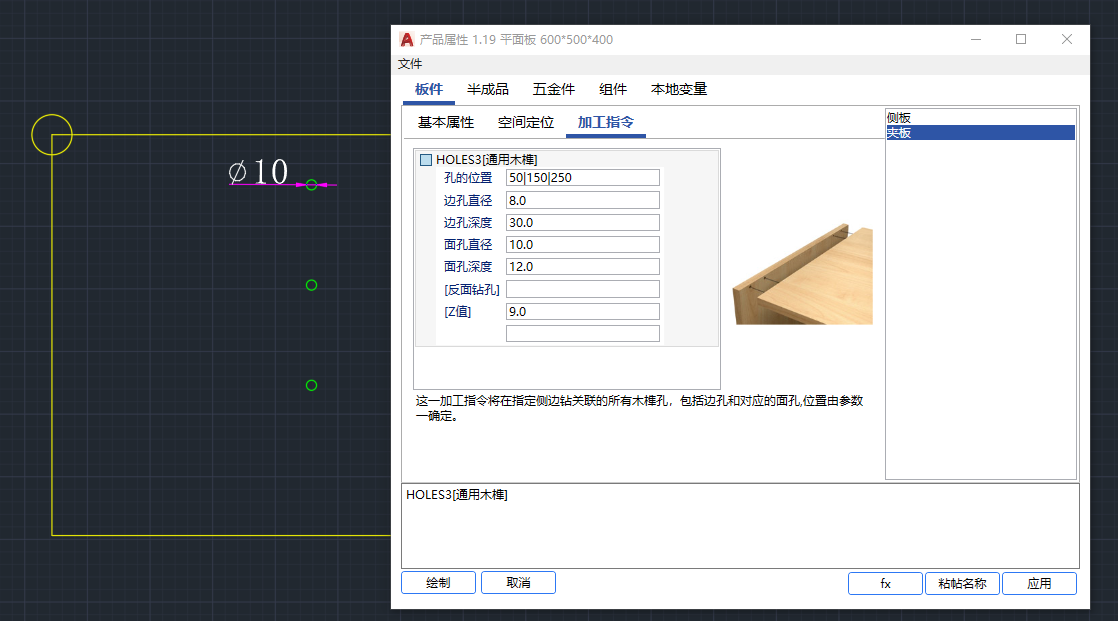 ⌀10
产品属性 1.19 平面板 600*500*400
文件
板件 半成品 五金件 组件 本地变量
基本属性 空间定位 加工指令
HOLES3[通用木榫]
孔的位置 50|150|250
边孔直径 8.0
边孔深度 30.0
面孔直径 10.0
面孔深度 12.0
[反面钻孔]
[Z值] 9.0
这一加工指令将在指定侧边钻关联的所有木榫孔，包括边孔和对应的面孔,位置由参数
一确定。
侧板
夹板
HOLES3[通用木榫]
绘制 取消 fx 粘帖名称 应用